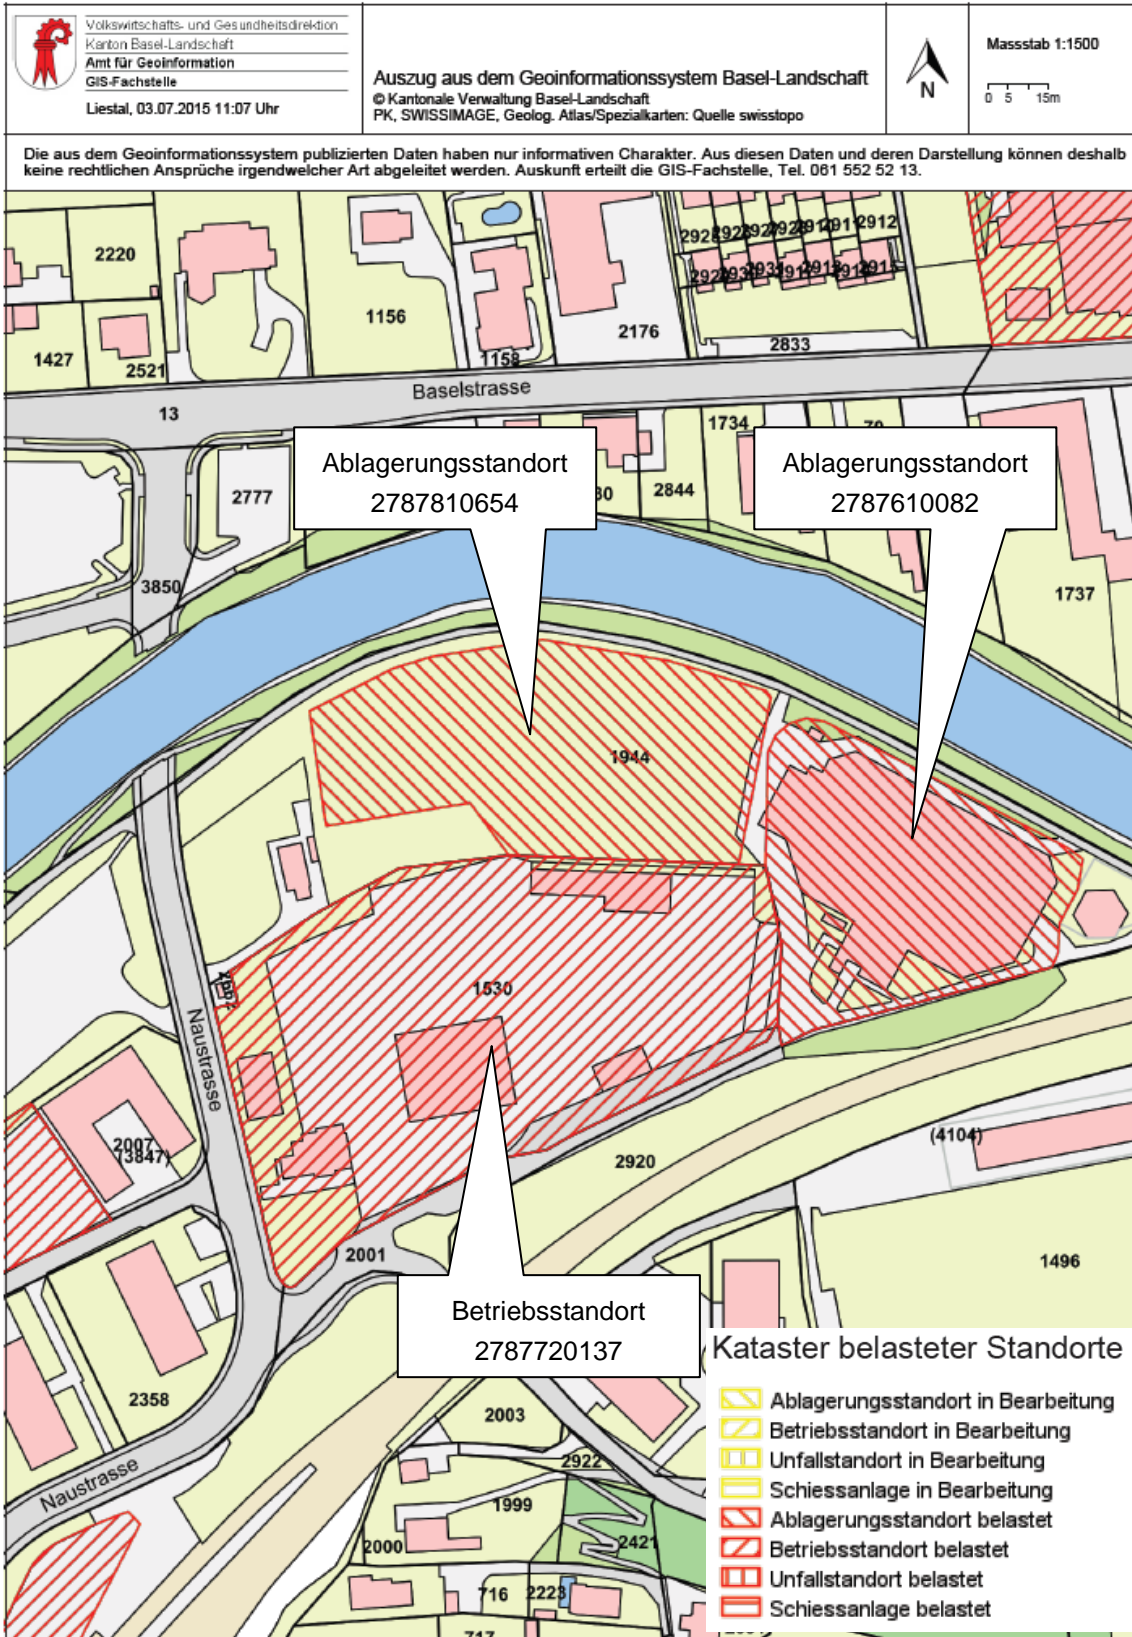 Volkswirtschafts- und Gesundheitsdirektion
Kanton Basel-Landschaft
Amt für Geoinformation
GIS-Fachstelle
Liestal, 03.07.2015 11:07 Uhr
Auszug aus dem Geoinformationssystem Basel-Landschaft
© Kantonale Verwaltung Basel-Landschaft
PK, SWISSIMAGE, Geolog. Atlas/Spezialkarten: Quelle swisstopo
N
Massstab 1:1500
0 5 15m
Die aus dem Geoinformationssystem publizierten Daten haben nur informativen Charakter. Aus diesen Daten und deren Darstellung können deshalb
keine rechtlichen Ansprüche irgendwelcher Art abgeleitet werden. Auskunft erteilt die GIS-Fachstelle, Tel. 061 552 52 13.
2912
2220
1156
2176
2833
1427
2521
1158
Baselstrasse
13
1734
Ablagerungsstandort
2787810654
Ablagerungsstandort
2787610082
2777
2844
3850
1737
1944
1530
Naustrasse
2007
(3847)
(4104)
2920
2001
1496
Betriebsstandort
2787720137
2358
2003
2922
Naustrasse
1999
2000
2421
716
2223
717
Kataster belasteter Standorte
Ablagerungsstandort in Bearbeitung
Betriebsstandort in Bearbeitung
Unfallstandort in Bearbeitung
Schiessanlage in Bearbeitung
Ablagerungsstandort belastet
Betriebsstandort belastet
Unfallstandort belastet
Schiessanlage belastet